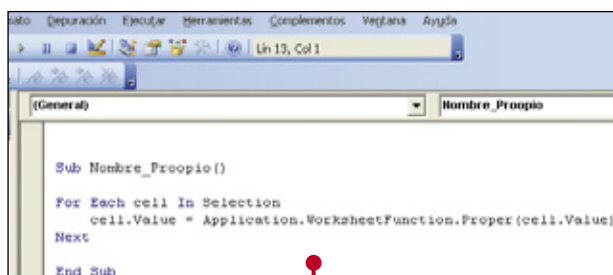 Depuración Ejecutar Herramientas Complementos Ventana Ayuda
Lín 13, Col 1
(General) Nombre_Proopio
Sub Nombre_Proopio()
For Each cell In Selection
cell.Value = Application.WorksheetFunction.Proper(cell.Value)
Next
End Sub